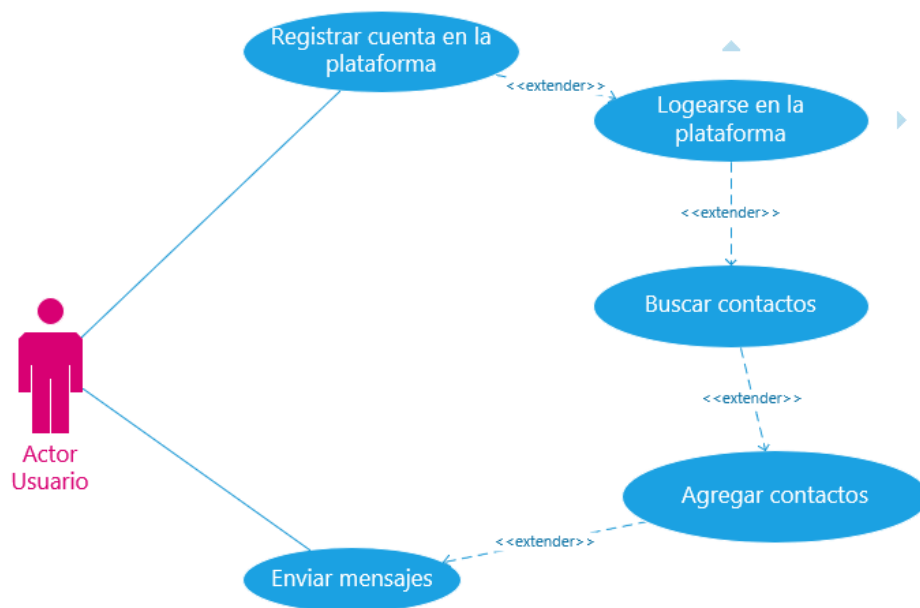 Registrar cuenta en la
plataforma
<<extender>>
Logearse en la
plataforma
<<extender>>
Buscar contactos
<<extender>>
Actor
Usuario
Agregar contactos
<<extender>>
Enviar mensajes